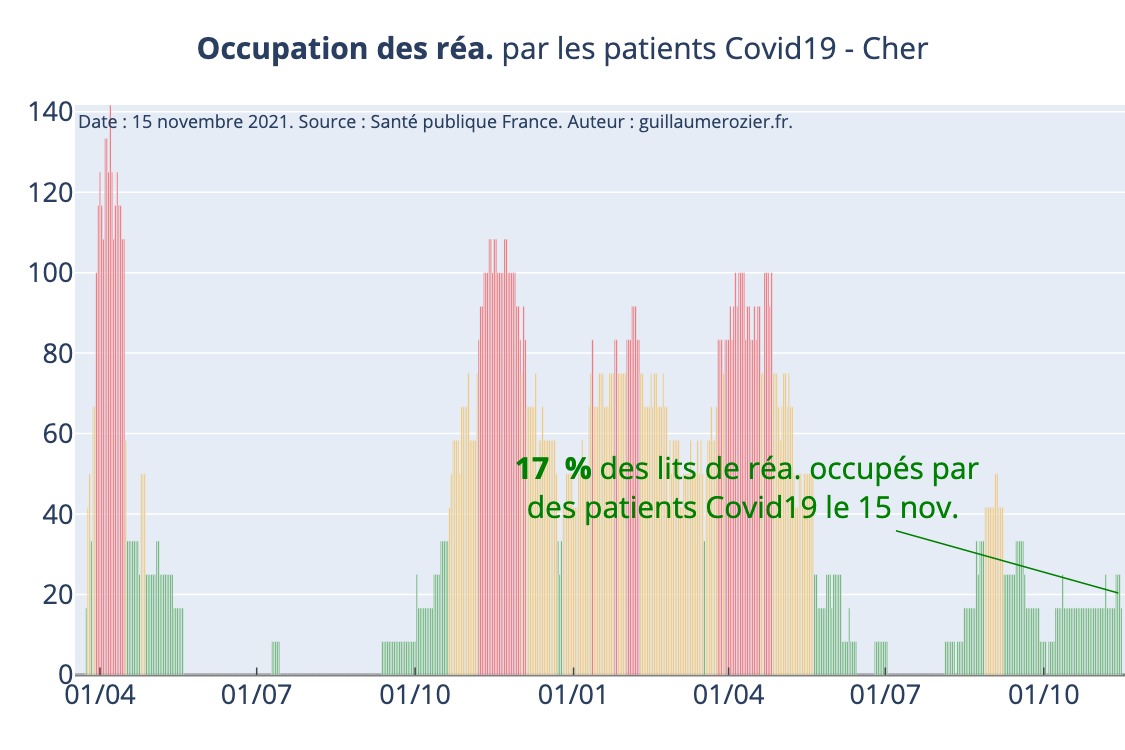 Occupation des réa. par les patients Covid19 - Cher
140
Date : 15 novembre 2021. Source : Santé publique France. Auteur : guillaumerozier.fr.
120
100
80
60
17 % des lits de réa. occupés par
des patients Covid19 le 15 nov.
40
20
0
01/04 01/07 01/10 01/01 01/04 01/07 01/10